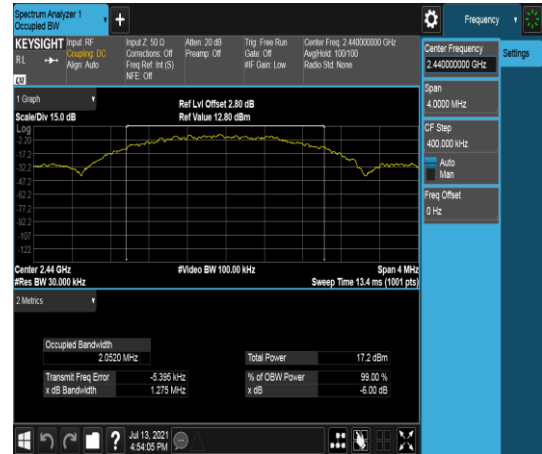 Spectrum Analyzer 1
Occupied BW
+
Frequency
KEYSIGHT
RL
LXI
Input: RF
Coupling: DC
Align: Auto
Input Z: 50 Ω
Corrections: Off
Freq Ref: Int (S)
NFE: Off
Atten: 20 dB
Preamp: Off
Trig: Free Run
Gate: Off
#IF Gain: Low
Center Freq: 2.440000000 GHz
Avg|Hold: 100/100
Radio Std: None
Center Frequency
2.440000000 GHz
Settings
Span
4.0000 MHz
CF Step
400.000 kHz
Auto
Man
Freq Offset
0 Hz
1 Graph
Scale/Div 15.0 dB
Ref Lvl Offset 2.80 dB
Ref Value 12.80 dBm
Log
-2.20
-17.2
-32.2
-47.2
-62.2
-77.2
-92.2
-107
-122
Center 2.44 GHz
#Res BW 30.000 kHz
#Video BW 100.00 kHz
Span 4 MHz
Sweep Time 13.4 ms (1001 pts)
2 Metrics
Occupied Bandwidth
2.0520 MHz
Total Power 17.2 dBm
Transmit Freq Error -5.395 kHz
% of OBW Power 99.00 %
x dB Bandwidth 1.275 MHz
x dB -6.00 dB
?
Jul 13, 2021
4:54:05 PM